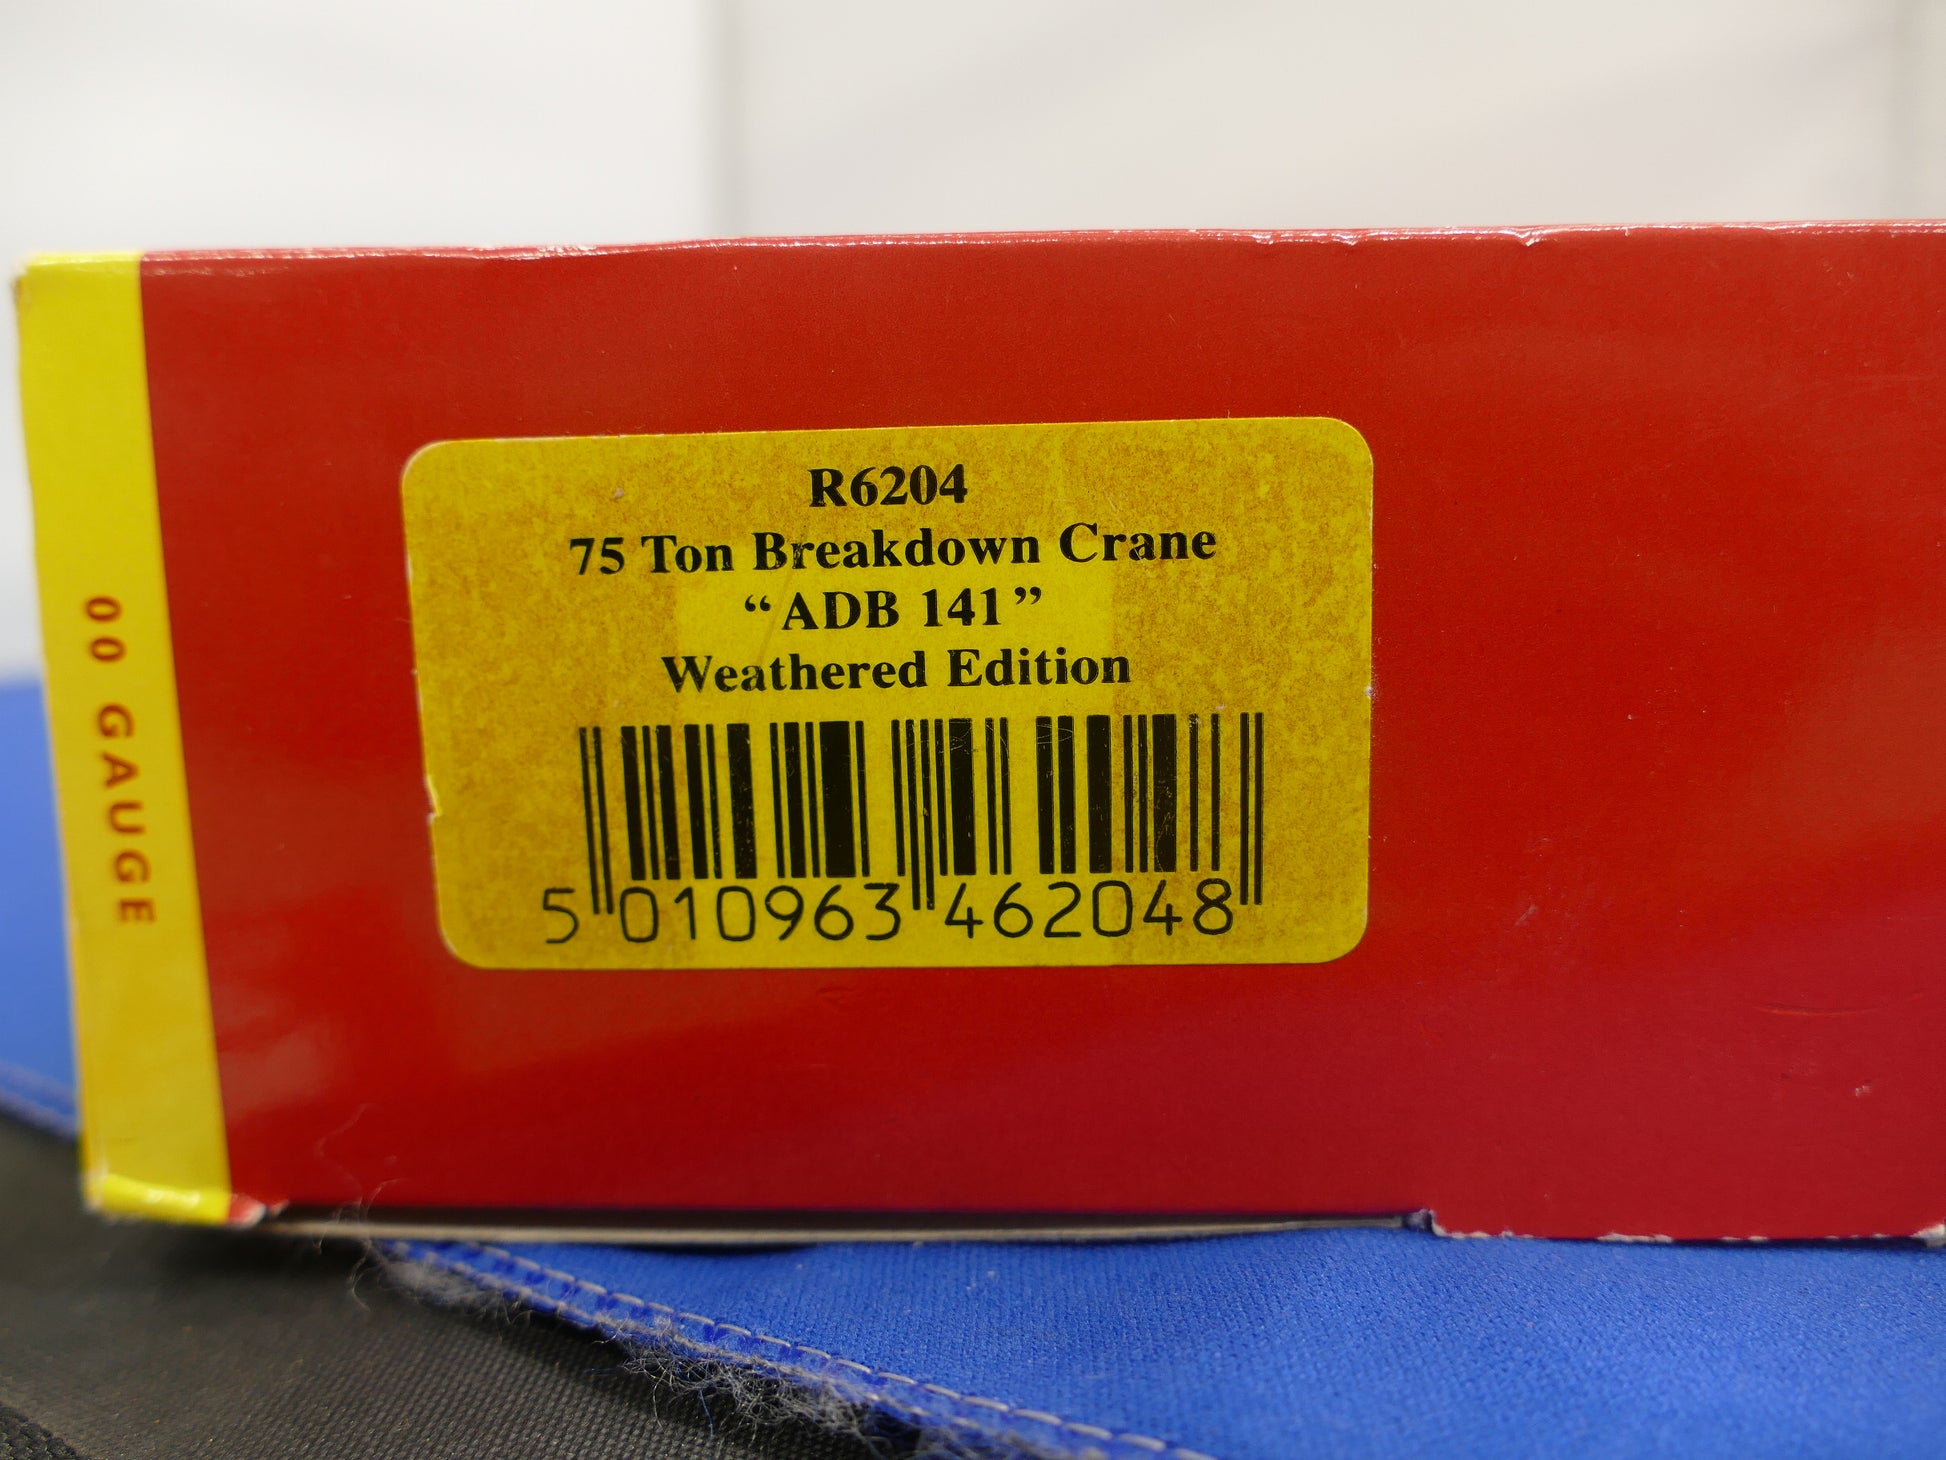 00 GAUGE
R6204
75 Ton Breakdown Crane
“ADB 141”
Weathered Edition
5 010963 462048